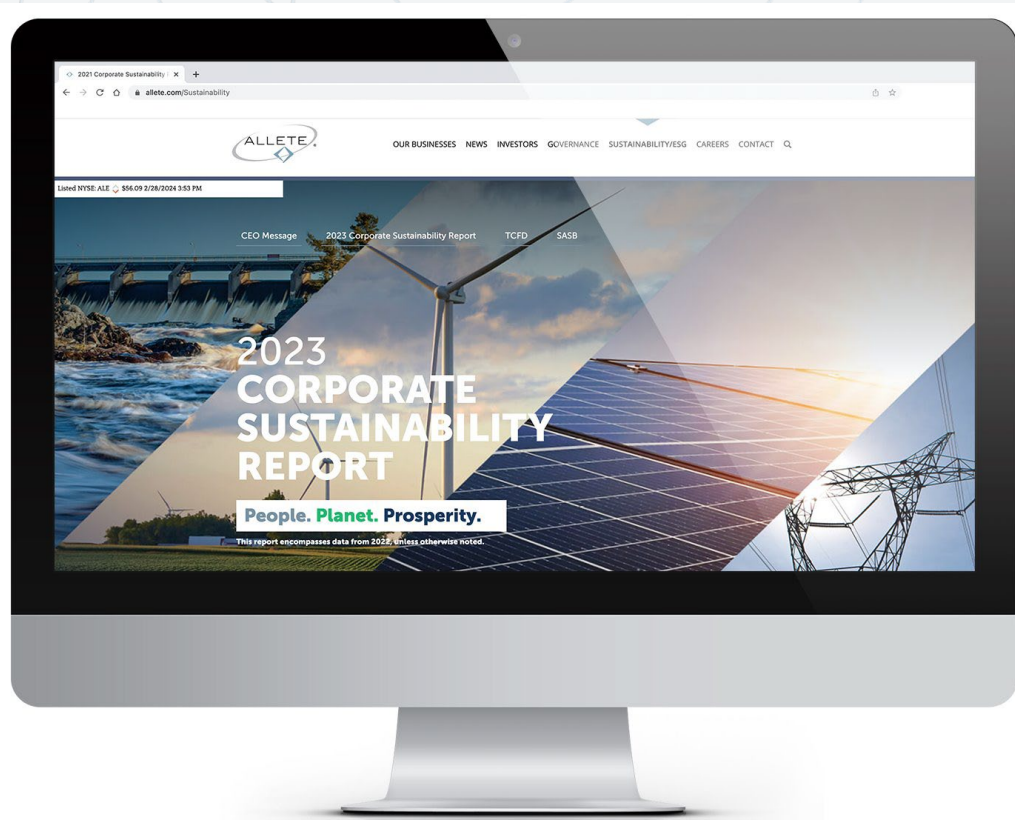 2021 Corporate Sustainability
allete.com/Sustainability
ALLETE
OUR BUSINESSES NEWS INVESTORS GOVERNANCE SUSTAINABILITY/ESG CAREERS CONTACT
Listed NYSE: ALE $56.09 2/28/2024 3:53 PM
CEO Message 2023 Corporate Sustainability Report TCFD SASB
2023
CORPORATE
SUSTAINABILITY
REPORT
People. Planet. Prosperity.
This report encompasses data from 2022, unless otherwise noted.